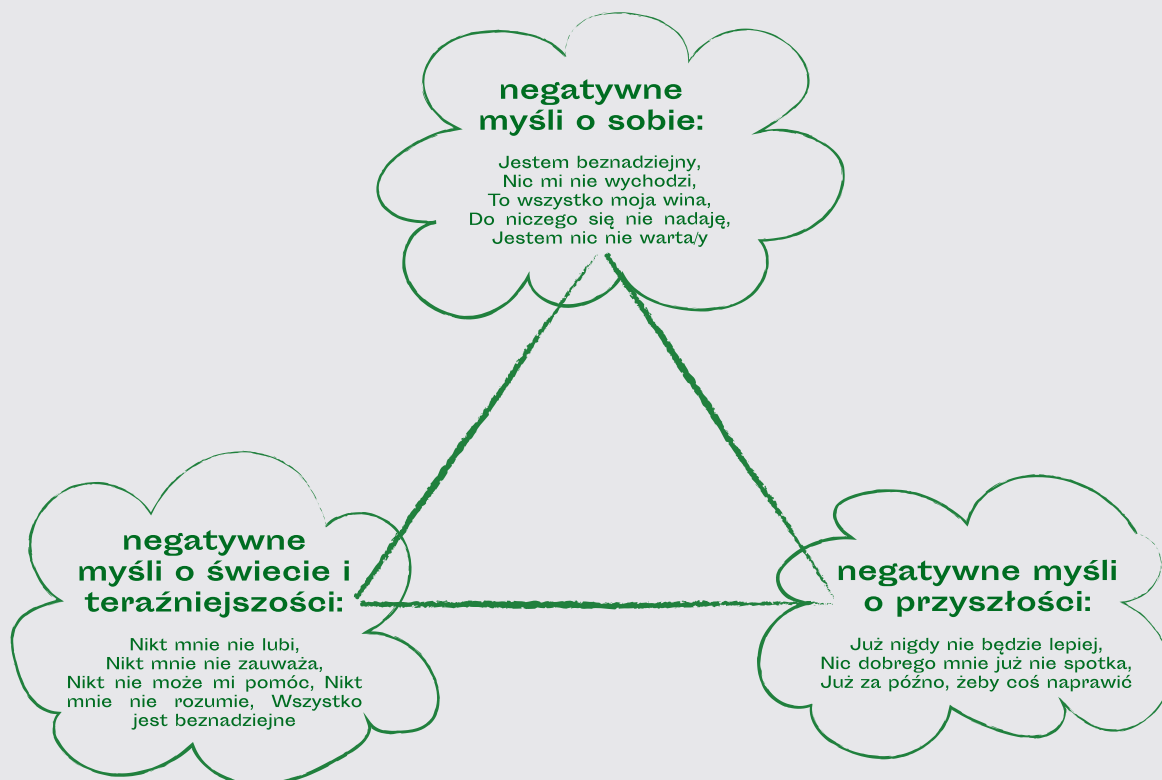 negatywne
myśli o sobie:
Jestem beznadziejny,
Nic mi nie wychodzi,
To wszystko moja wina,
Do niczego się nie nadaję,
Jestem nic nie warta/y
negatywne
myśli o świecie i
teraźniejszości:
Nikt mnie nie lubi,
Nikt mnie nie zauważa,
Nikt nie może mi pomóc, Nikt
mnie nie rozumie, Wszystko
jest beznadziejne
negatywne myśli
o przyszłości:
Już nigdy nie będzie lepiej,
Nic dobrego mnie już nie spotka,
Już za późno, żeby coś naprawić